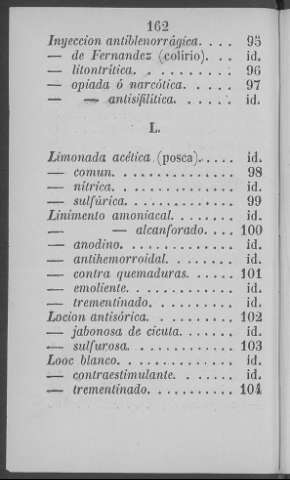 162
Inyeccion antiblenorrágica. . . . 95
— de Fernandez (colirio). . . id.
— litontrítica. . . . . . . . . 96
— opiada ó narcótica. . . . . 97
— — antisifilítica. . . . . . id.
L.
Limonada acética (posca). . . . . id.
— comun. . . . . . . . . . . . 98
— nítrica. . . . . . . . . . . . id.
— sulfúrica. . . . . . . . . . . 99
Linimento amoniacal. . . . . . . . id.
— — alcanforado. . . . 100
— anodino. . . . . . . . . . . id.
— antihemorroidal. . . . . . . id.
— contra quemaduras. . . . . . 101
— emoliente. . . . . . . . . . id.
— trementinado. . . . . . . . id.
Locion antisórica. . . . . . . . . 102
— jabonosa de cicuta. . . . . . id.
— sulfurosa. . . . . . . . . . 103
Looc blanco. . . . . . . . . . . . id.
— contraestimulante. . . . . . id.
— trementinado. . . . . . . . . 104